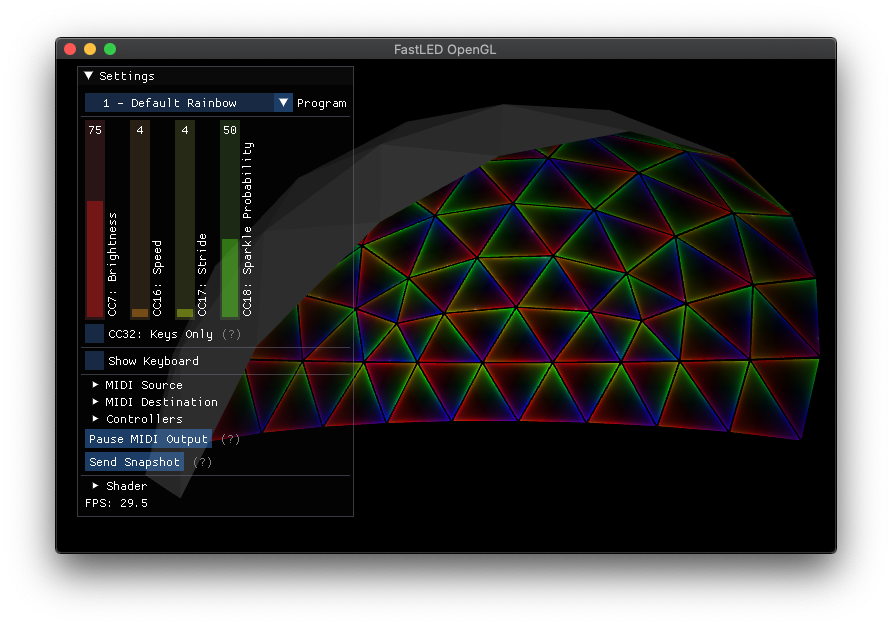 FastLED OpenGL
Settings
1 - Default Rainbow
Program
75
4
4
50
CC7: Brightness
CC16: Speed
CC17: Stride
CC18: Sparkle Probability
CC32: Keys Only (?)
Show Keyboard
MIDI Source
MIDI Destination
Controllers
Pause MIDI Output (?)
Send Snapshot (?)
Shader
FPS: 29.5